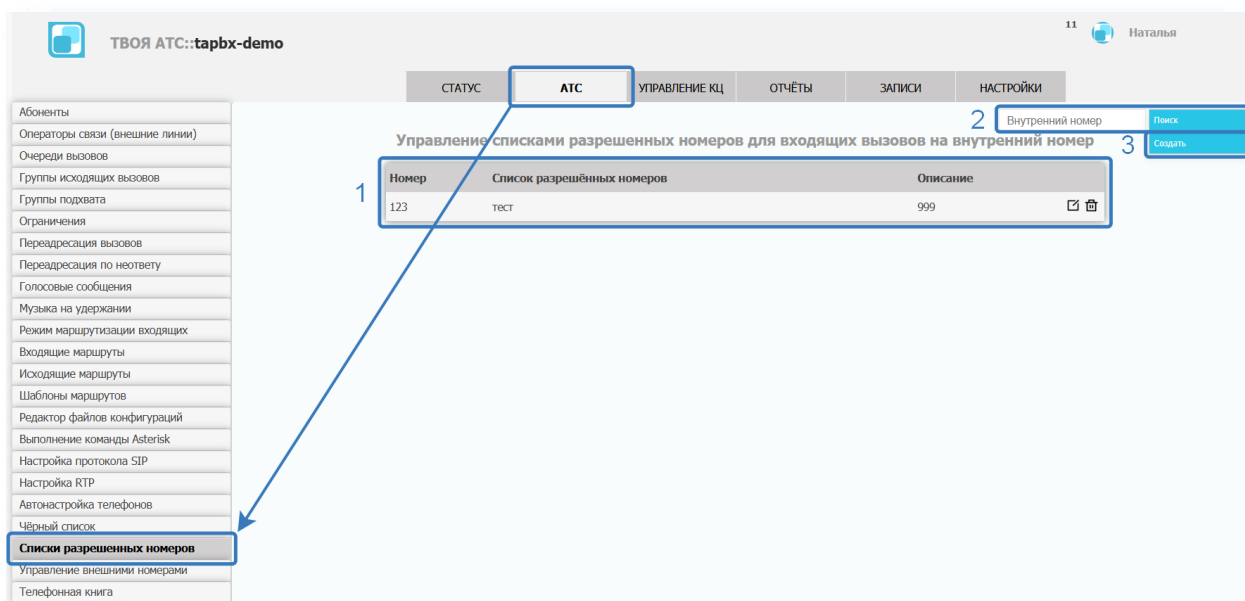 ТВОЯ АТС::tapbx-demo
11
Наталья
СТАТУС
АТС
УПРАВЛЕНИЕ КЦ
ОТЧЁТЫ
ЗАПИСИ
НАСТРОЙКИ
Абоненты
Операторы связи (внешние линии)
Очереди вызовов
Группы исходящих вызовов
Группы подхвата
Ограничения
Переадресация вызовов
Переадресация по неответу
Голосовые сообщения
Музыка на удержании
Режим маршрутизации входящих
Входящие маршруты
Исходящие маршруты
Шаблоны маршрутов
Редактор файлов конфигураций
Выполнение команды Asterisk
Настройка протокола SIP
Настройка RTP
Автонастройка телефонов
Чёрный список
Списки разрешенных номеров
Управление внешними номерами
Телефонная книга
2
Внутренний номер
Поиск
3
Создать
Управление списками разрешенных номеров для входящих вызовов на внутренний номер
1
Номер Список разрешённых номеров Описание
123 тест 999